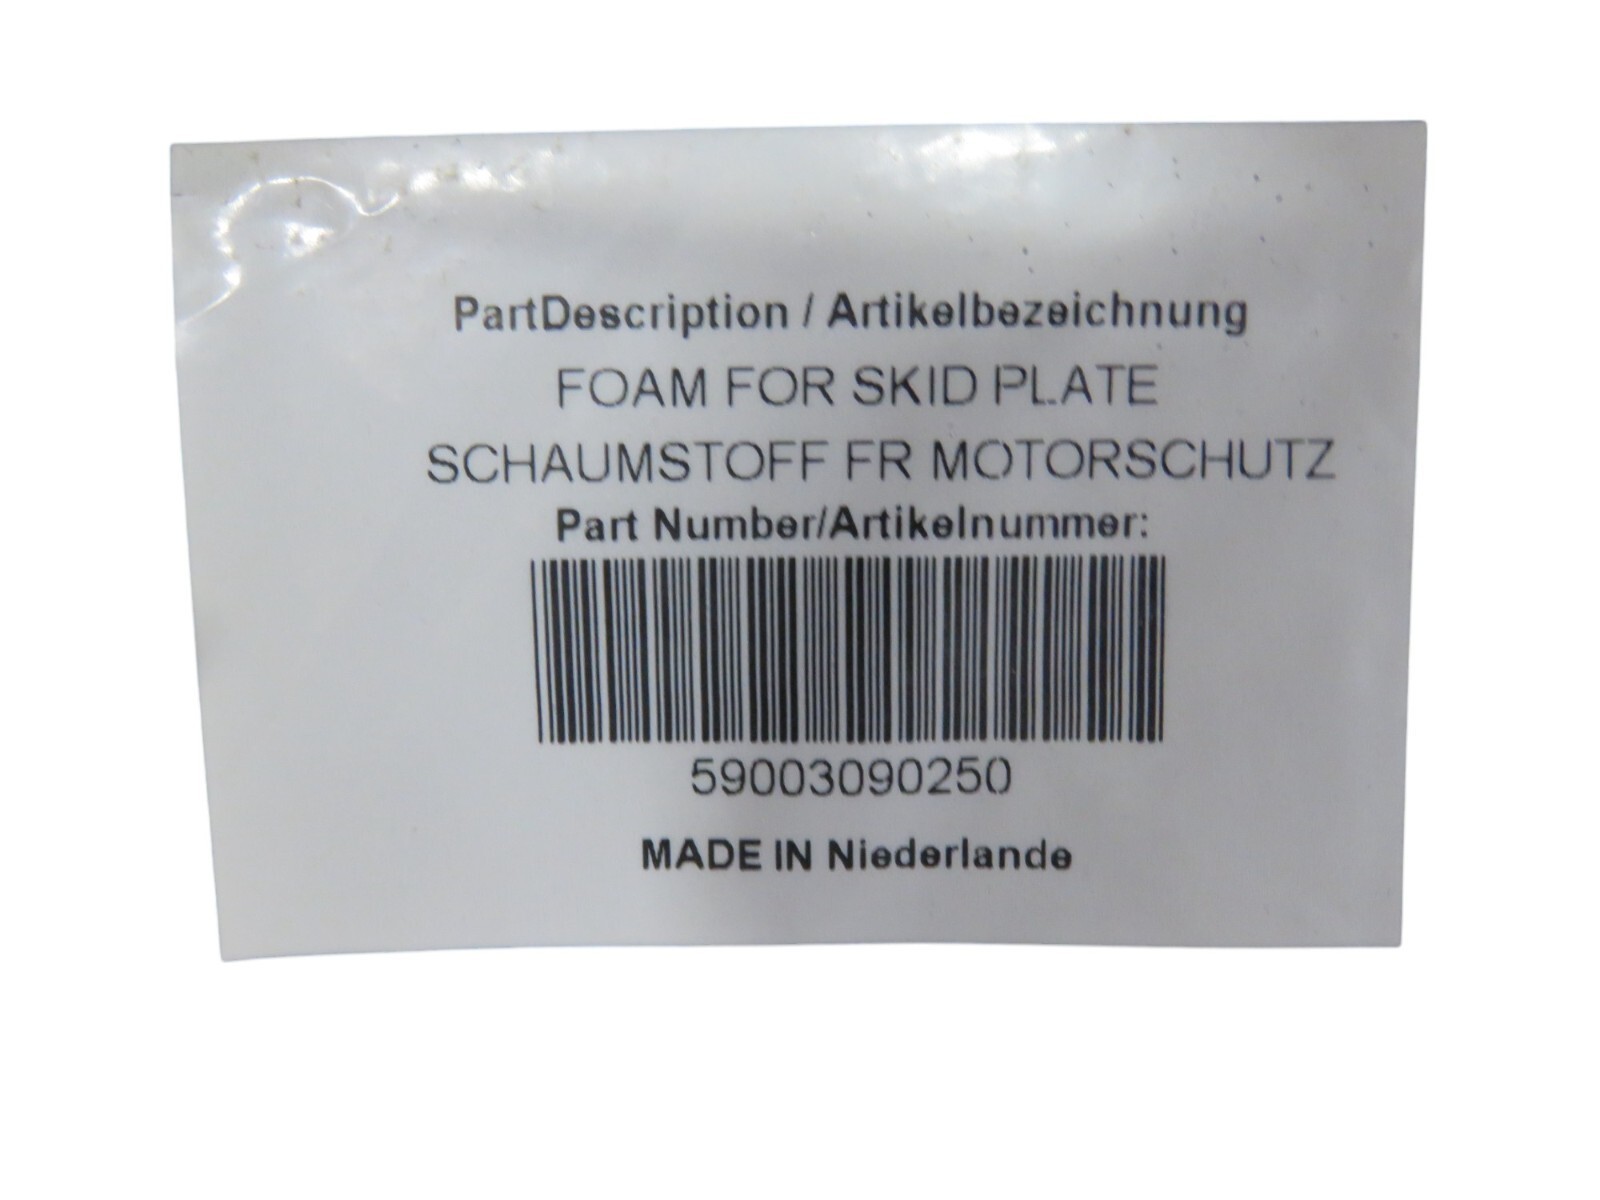 PartDescription / Artikelbezeichnung
FOAM FOR SKID PLATE
SCHAUMSTOFF FR MOTORSCHUTZ
Part Number/Artikelnummer:
59003090250
MADE IN Niederlande